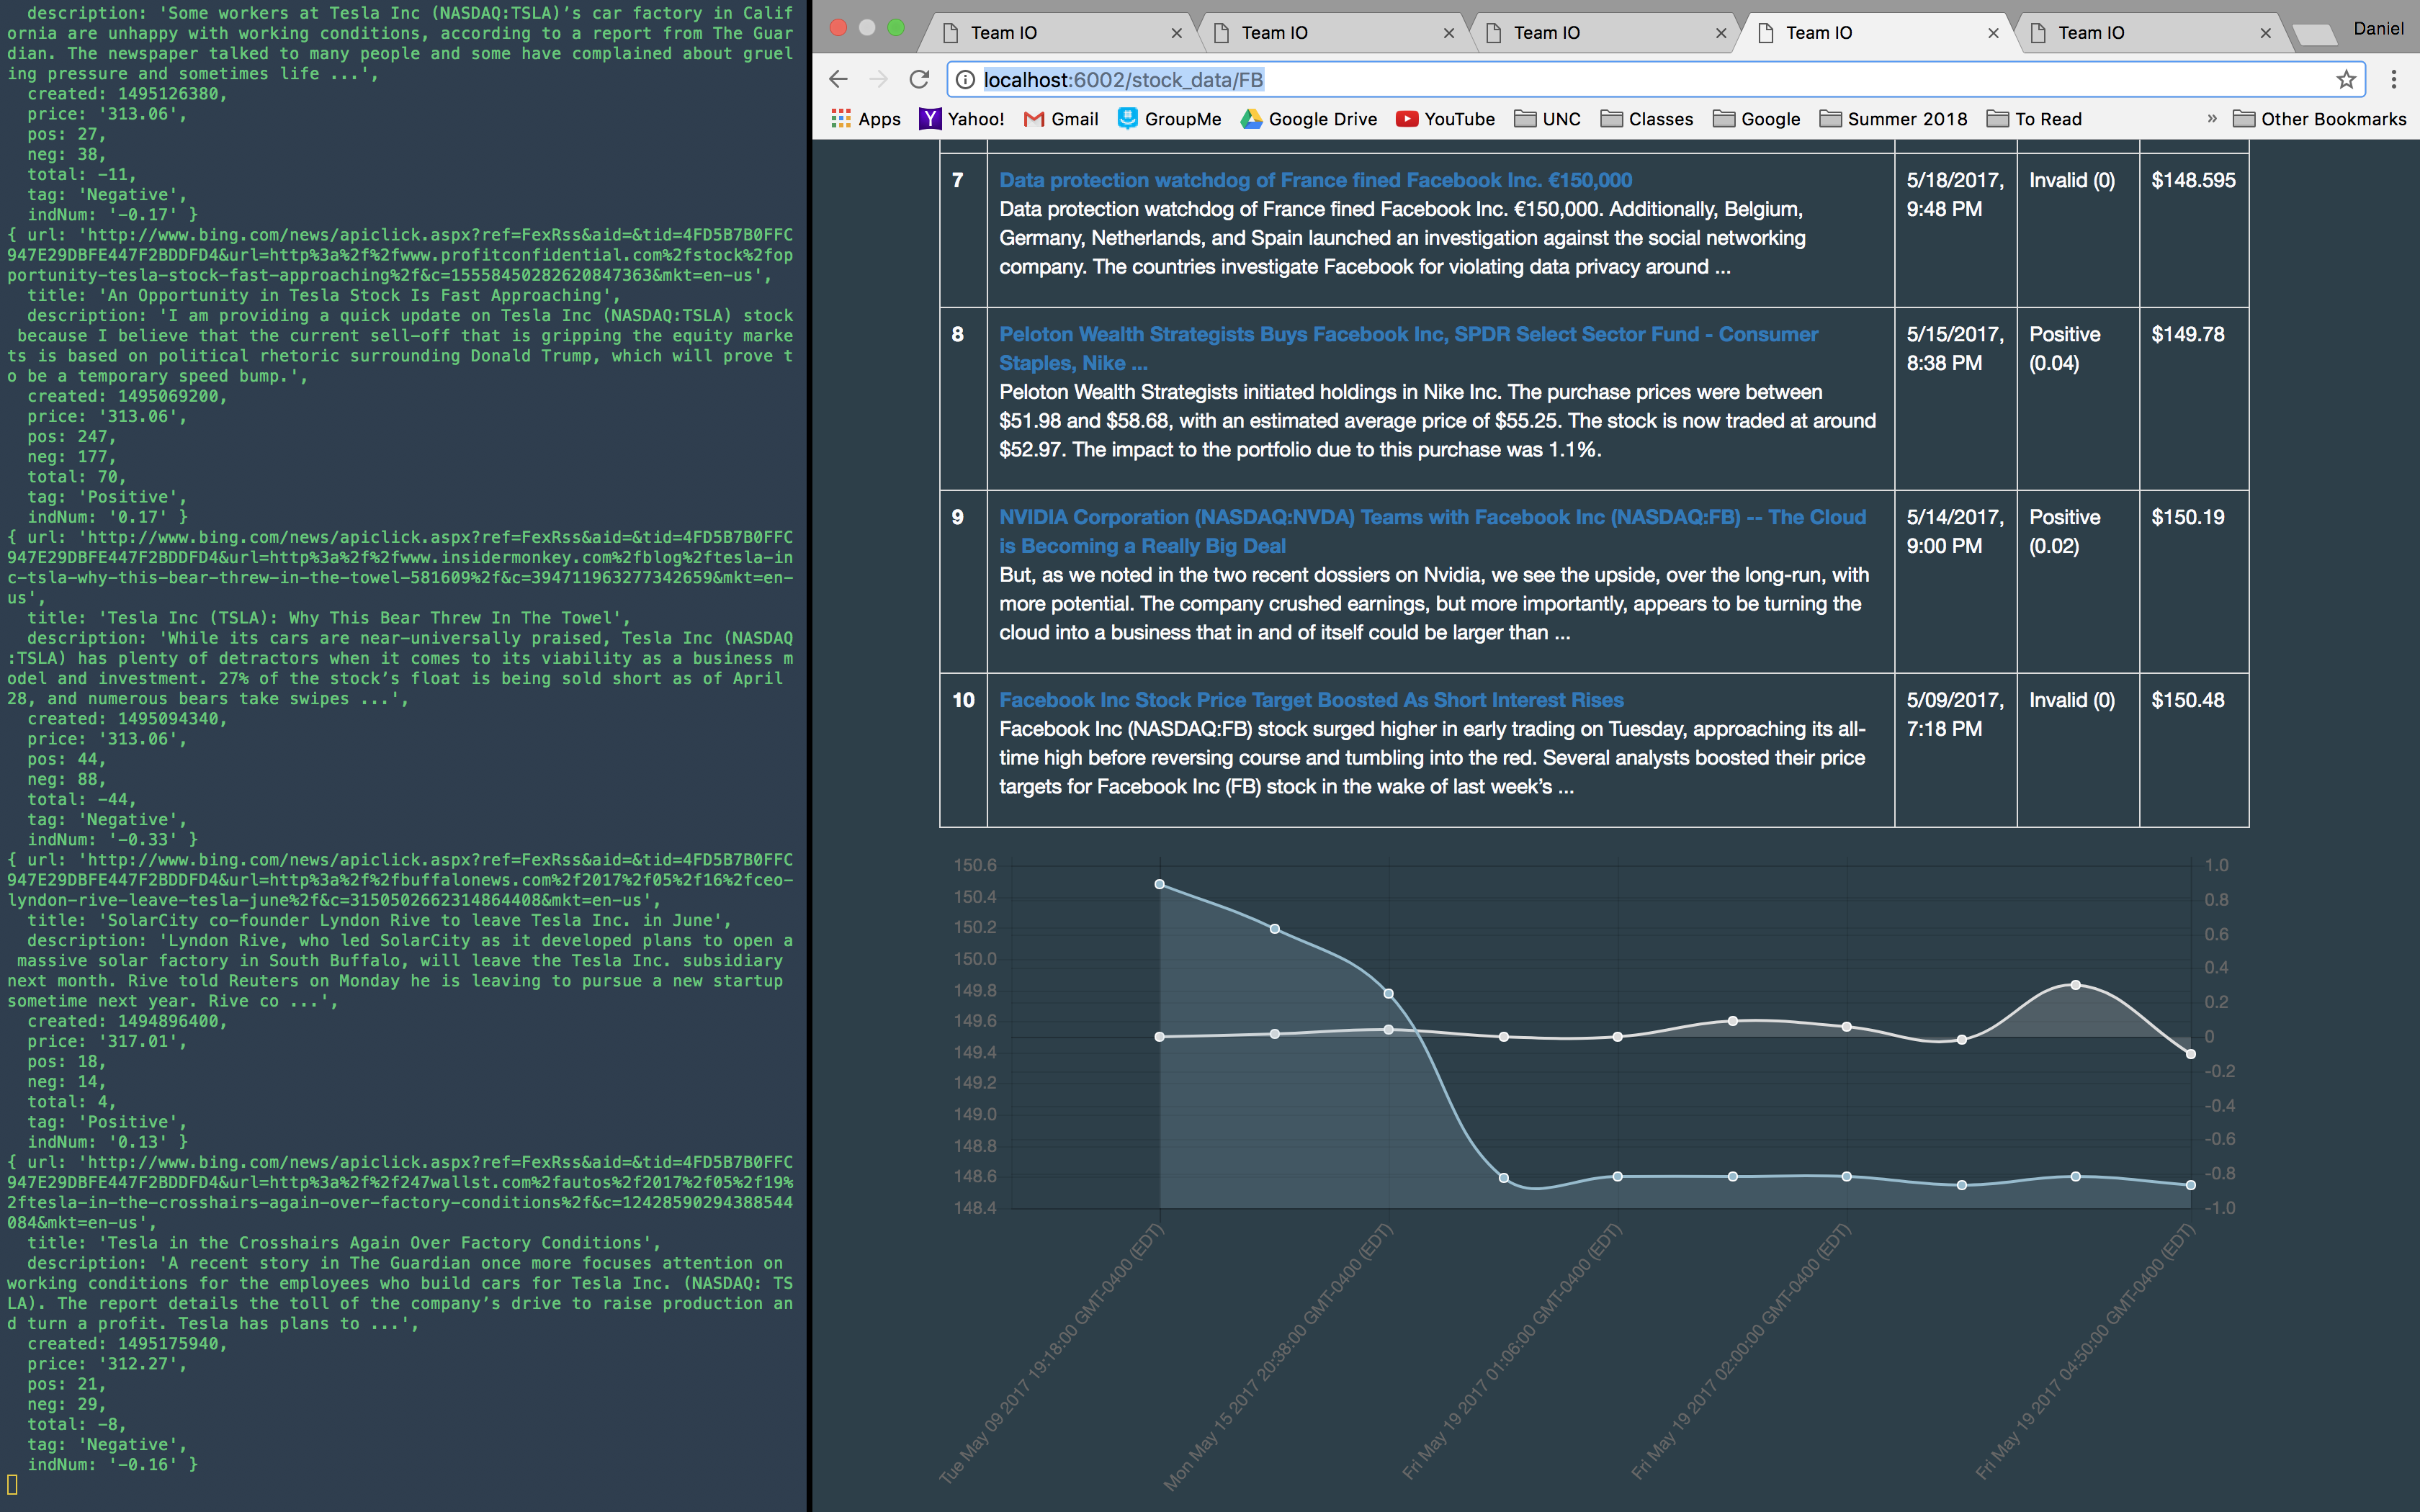 description: 'Some workers at Tesla Inc (NASDAQ:TSLA)’s car factory in Calif
ornia are unhappy with working conditions, according to a report from The Guar
dian. The newspaper talked to many people and some have complained about gruel
ing pressure and sometimes life ...',
created: 1495126380,
price: '313.06',
pos: 27,
neg: 38,
total: -11,
tag: 'Negative',
indNum: '-0.17' }
{ url: 'http://www.bing.com/news/apiclick.aspx?ref=FexRss&aid=&tid=4FD5B7B0FFC
947E29DBFE447F2BDDFD4&url=http%3a%2f%2fwww.profitconfidential.com%2fstock%2fop
pportunity-tesla-stock-fast-approaching%2f&c=15558450282620847363&mkt=en-us',
title: 'An Opportunity in Tesla Stock Is Fast Approaching',
description: 'I am providing a quick update on Tesla Inc (NASDAQ:TSLA) stock
because I believe that the current sell-off that is gripping the equity marke
ts is based on political rhetoric surrounding Donald Trump, which will prove t
o be a temporary speed bump.',
created: 1495069200,
price: '313.06',
pos: 247,
neg: 177,
total: 70,
tag: 'Positive',
indNum: '0.17' }
{ url: 'http://www.bing.com/news/apiclick.aspx?ref=FexRss&aid=&tid=4FD5B7B0FFC
947E29DBFE447F2BDDFD4&url=http%3a%2f%2fwww.insidermonkey.com%2fblog%2ftesla-in
c-tsla-why-this-bear-threw-in-the-towel-581609%2f&c=3947119632773426​59&mkt=en-
us',
title: 'Tesla Inc (TSLA): Why This Bear Threw In The Towel',
description: 'While its cars are near-universally praised, Tesla Inc (NASDAQ
:TSLA) has plenty of detractors when it comes to its viability as a business m
odel and investment. 27% of the stock’s float is being sold short as of April
28, and numerous bears take swipes ...',
created: 1495094340,
price: '313.06',
pos: 44,
neg: 88,
total: -44,
tag: 'Negative',
indNum: '-0.33' }
{ url: 'http://www.bing.com/news/apiclick.aspx?ref=FexRss&aid=&tid=4FD5B7B0FFC
947E29DBFE447F2BDDFD4&url=http%3a%2f%2fbuffalonews.com%2f2017%2f05%2f16%2fceo-
lyndon-rive-leave-tesla-june%2f&c=3150502662314864408&mkt=en-us',
title: 'SolarCity co-founder Lyndon Rive to leave Tesla Inc. in June',
description: 'Lyndon Rive, who led SolarCity as it developed plans to open a
massive solar factory in South Buffalo, will leave the Tesla Inc. subsidiary
next month. Rive told Reuters on Monday he is leaving to pursue a new startup
sometime next year. Rive co ...',
created: 1494896400,
price: '317.01',
pos: 18,
neg: 14,
total: 4,
tag: 'Positive',
indNum: '0.13' }
{ url: 'http://www.bing.com/news/apiclick.aspx?ref=FexRss&aid=&tid=4FD5B7B0FFC
947E29DBFE447F2BDDFD4&url=http%3a%2f%2f247wallst.com%2fautos%2f2017%2f05%2f19%
2ftesla-in-the-crosshairs-again-over-factory-conditions%2f&c=12428590294388544
084&mkt=en-us',
title: 'Tesla in the Crosshairs Again Over Factory Conditions',
description: 'A recent story in The Guardian once more focuses attention on
working conditions for the employees who build cars for Tesla Inc. (NASDAQ: TS
LA). The report details the toll of the company’s drive to raise production an
d turn a profit. Tesla has plans to ...',
created: 1495175940,
price: '312.27',
pos: 21,
neg: 29,
total: -8,
tag: 'Negative',
indNum: '-0.16' }
Team IO
Team IO
Team IO
Team IO
Team IO
Daniel
localhost:6002/stock_data/FB
Apps
Yahoo!
Gmail
GroupMe
Google Drive
YouTube
UNC
Classes
Google
Summer 2018
To Read
»
Other Bookmarks
7
Data protection watchdog of France fined Facebook Inc. €150,000
Data protection watchdog of France fined Facebook Inc. €150,000. Additionally, Belgium,
Germany, Netherlands, and Spain launched an investigation against the social networking
company. The countries investigate Facebook for violating data privacy around ...
5/18/2017,
9:48 PM
Invalid (0)
$148.595
8
Peloton Wealth Strategists Buys Facebook Inc, SPDR Select Sector Fund - Consumer
Staples, Nike ...
Peloton Wealth Strategists initiated holdings in Nike Inc. The purchase prices were between
$51.98 and $58.68, with an estimated average price of $55.25. The stock is now traded at around
$52.97. The impact to the portfolio due to this purchase was 1.1%.
5/15/2017,
8:38 PM
Positive
(0.04)
$149.78
9
NVIDIA Corporation (NASDAQ:NVDA) Teams with Facebook Inc (NASDAQ:FB) -- The Cloud
is Becoming a Really Big Deal
But, as we noted in the two recent dossiers on Nvidia, we see the upside, over the long-run, with
more potential. The company crushed earnings, but more importantly, appears to be turning the
cloud into a business that in and of itself could be larger than ...
5/14/2017,
9:00 PM
Positive
(0.02)
$150.19
10
Facebook Inc Stock Price Target Boosted As Short Interest Rises
Facebook Inc (NASDAQ:FB) stock surged higher in early trading on Tuesday, approaching its all-
time high before reversing course and tumbling into the red. Several analysts boosted their price
targets for Facebook Inc (FB) stock in the wake of last week’s ...
5/09/2017,
7:18 PM
Invalid (0)
$150.48
150.6
150.4
150.2
150.0
149.8
149.6
149.4
149.2
149.0
148.8
148.6
148.4
1.0
0.8
0.6
0.4
0.2
0
-0.2
-0.4
-0.6
-0.8
-1.0
Tue May 09 2017 19:18:00 GMT-0400 (EDT)
Mon May 15 2017 20:38:00 GMT-0400 (EDT)
Fri May 19 2017 01:06:00 GMT-0400 (EDT)
Fri May 19 2017 02:00:00 GMT-0400 (EDT)
Fri May 19 2017 04:50:00 GMT-0400 (EDT)